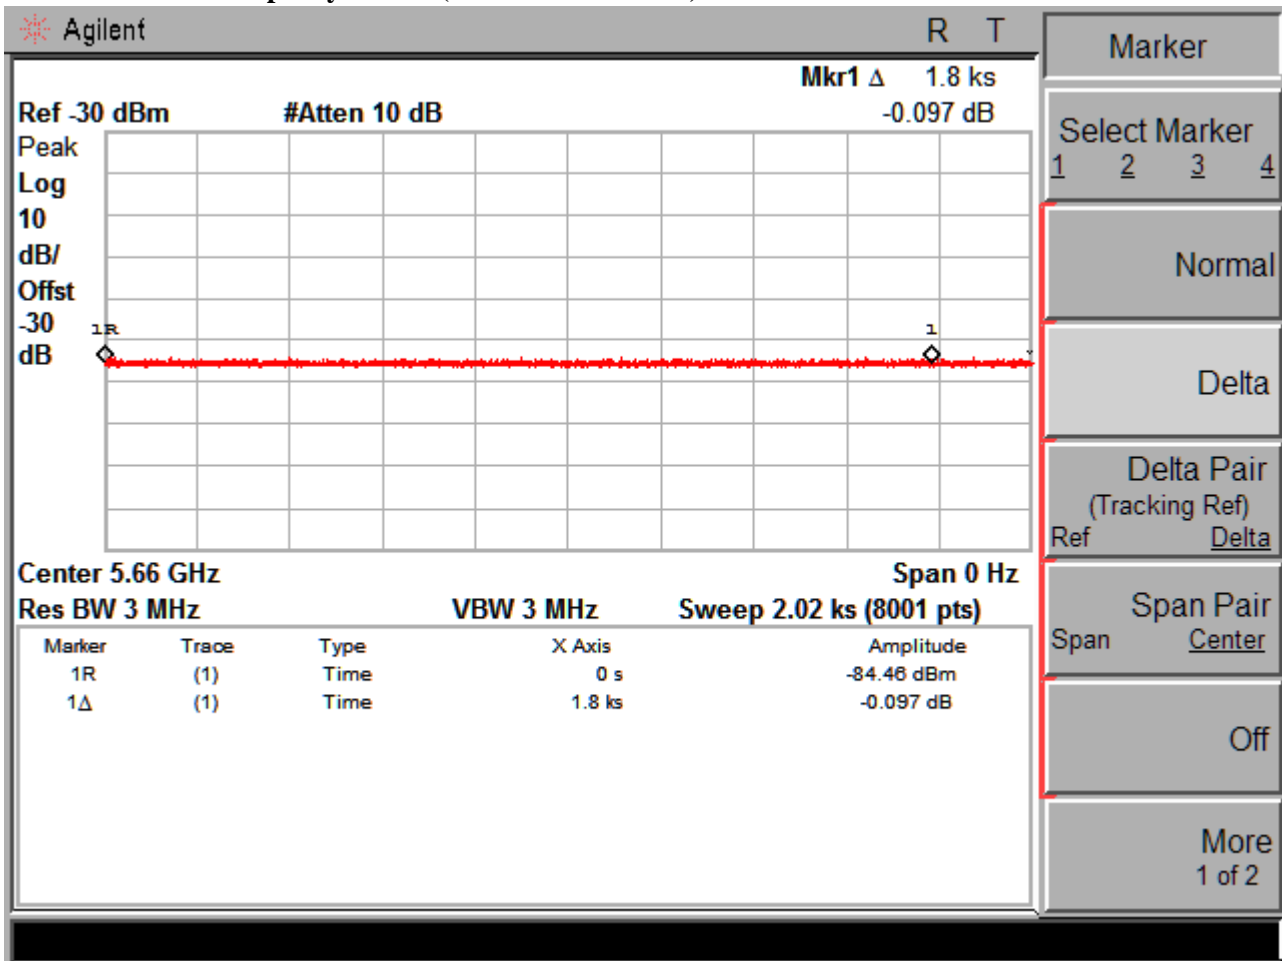 Agilent R T
Mkr1 Δ 1.8 ks
Ref -30 dBm #Atten 10 dB -0.097 dB
Peak
Log
10
dB/
Offst
-30
dB
1R 1
Center 5.66 GHz Span 0 Hz
Res BW 3 MHz VBW 3 MHz Sweep 2.02 ks (8001 pts)
Marker Trace Type X Axis Amplitude
1R (1) Time 0 s -84.46 dBm
1Δ (1) Time 1.8 ks -0.097 dB
Marker
Select Marker
1 2 3 4
Normal
Delta
Delta Pair
(Tracking Ref)
Ref Delta
Span Pair
Span Center
Off
More
1 of 2